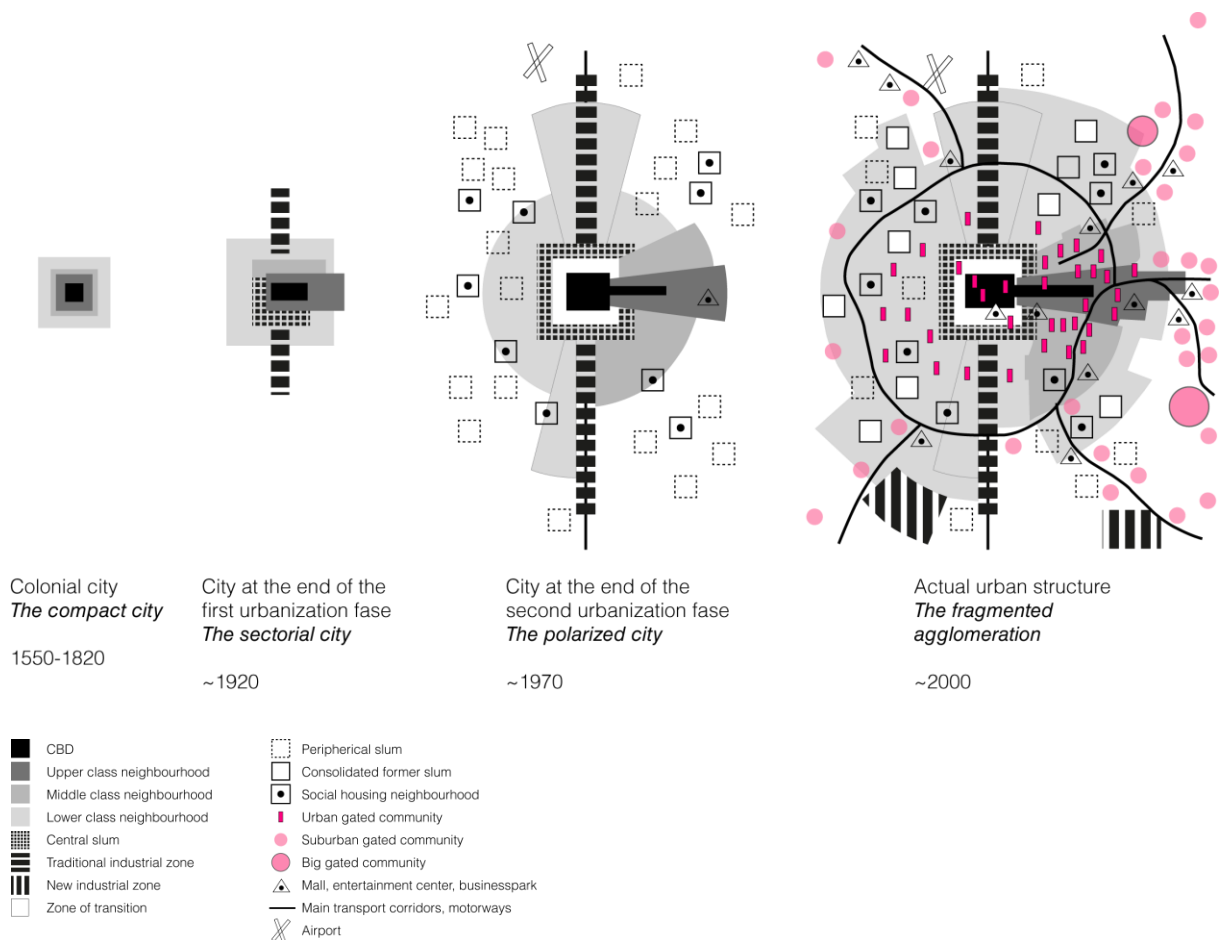 Colonial city
The compact city
1550-1820
City at the end of the
first urbanization fase
The sectorial city
~1920
City at the end of the
second urbanization fase
The polarized city
~1970
Actual urban structure
The fragmented
agglomeration
~2000
CBD
Upper class neighbourhood
Middle class neighbourhood
Lower class neighbourhood
Central slum
Traditional industrial zone
New industrial zone
Zone of transition
Peripherical slum
Consolidated former slum
Social housing neighbourhood
Urban gated community
Suburban gated community
Big gated community
Mall, entertainment center, businesspark
Main transport corridors, motorways
Airport